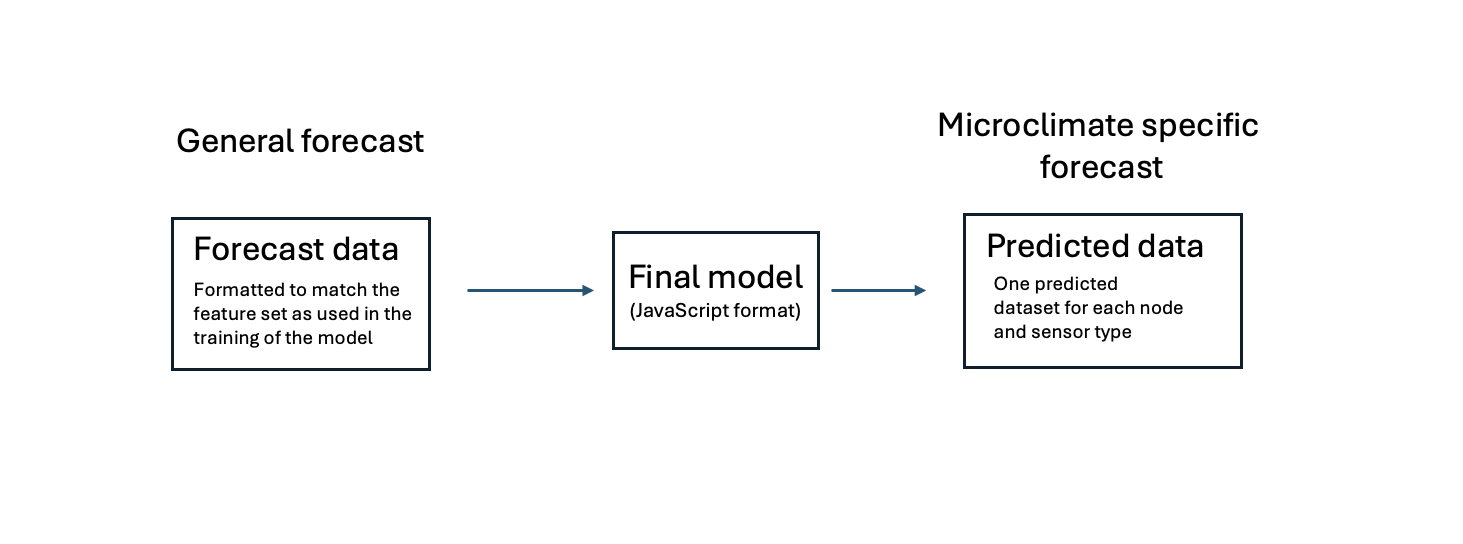 General forecast
Microclimate specific
forecast
Forecast data
Formatted to match the
feature set as used in the
training of the model
Final model
(JavaScript format)
Predicted data
One predicted
dataset for each node
and sensor type